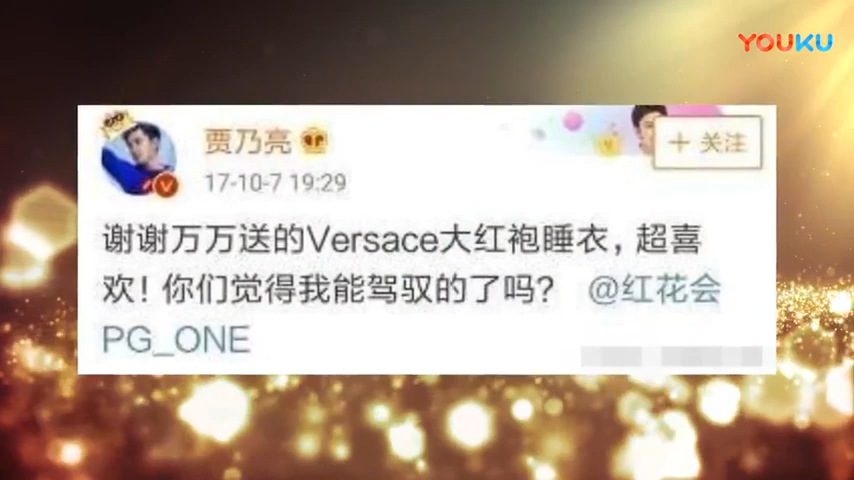 YOUKU
贾乃亮
+ 关注
17-10-7 19:29
谢谢万万送的Versace大红袍睡衣，超喜
欢！你们觉得我能驾驭的了吗？ @红花会
PG_ONE